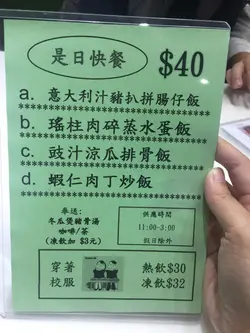 是日快餐 $40
a. 意大利汁豬扒拼腸仔飯
************************
b. 瑤柱肉碎蒸水蛋飯
************************
c. 豉汁涼瓜排骨飯
************************
d. 蝦仁肉丁炒飯
奉送:
冬瓜煲豬骨湯
咖啡/茶
(凍飲加 $3元)
供應時間
11:00-3:00
假日除外
穿著
校服
熱飲$30
凍飲$32